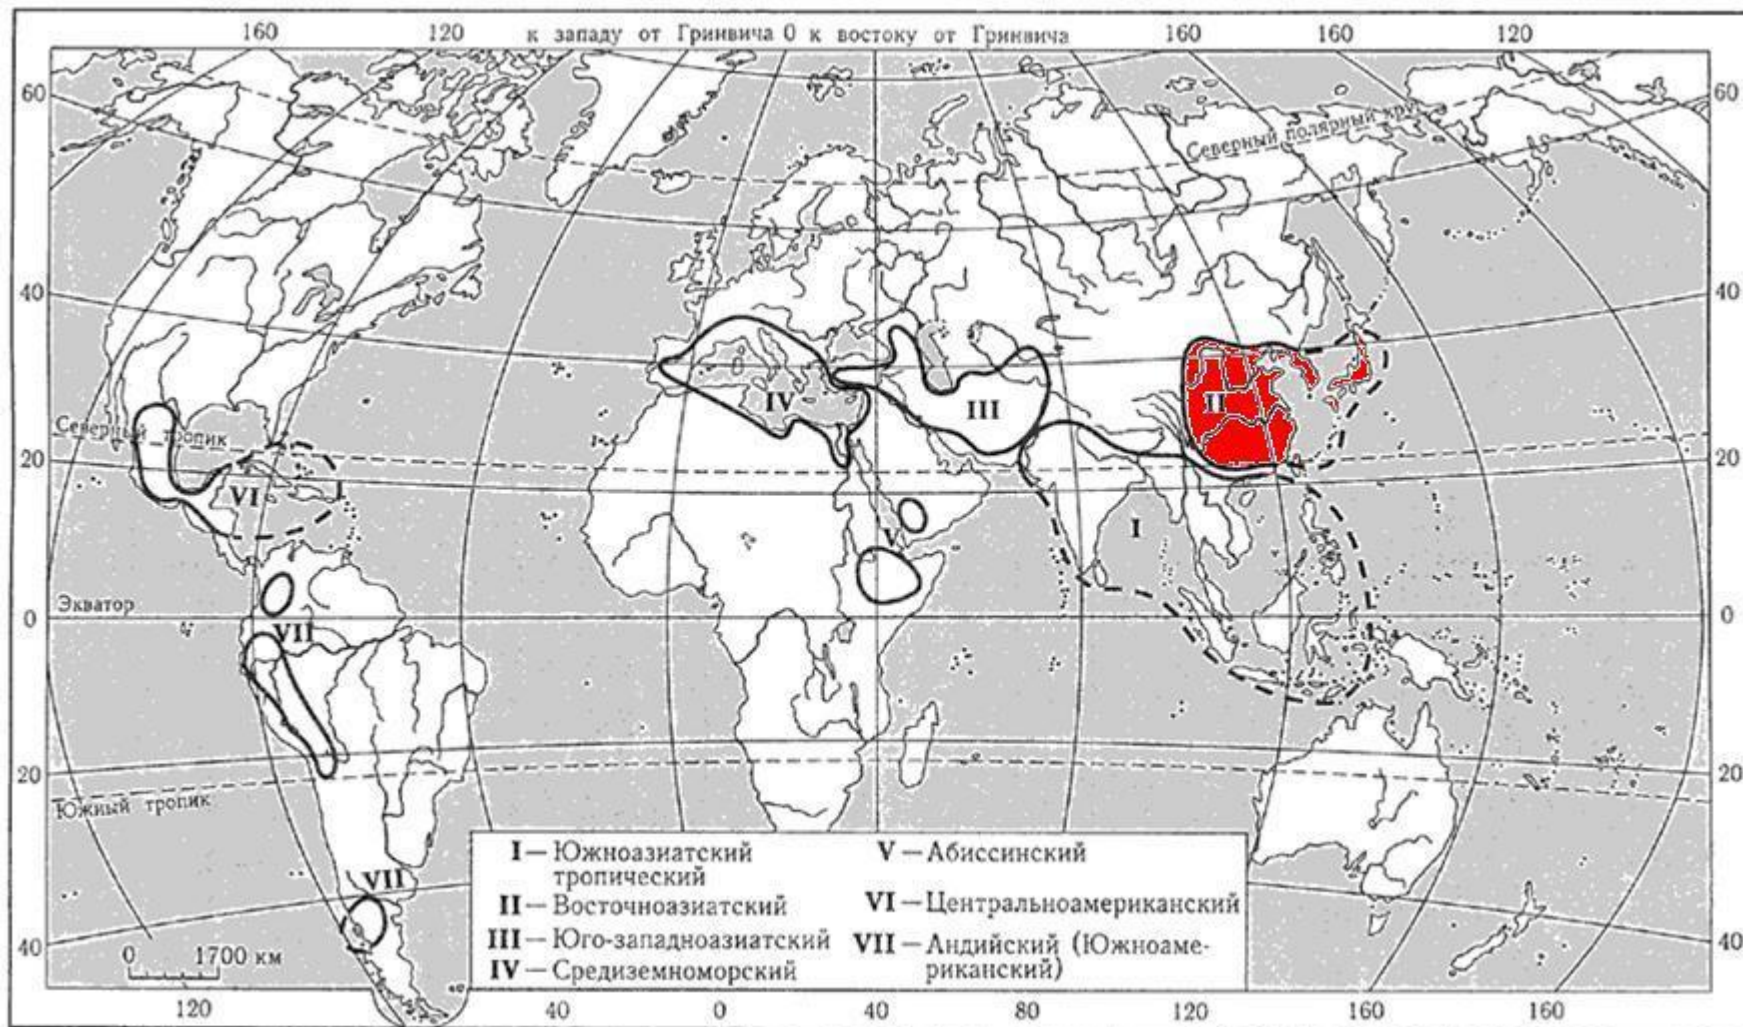 160 120 к западу от Гринвича 0 к востоку от Гринвича 160 160 120
60 60
Северный полярный круг
40 40
Северный тропик
20 20
II
III
IV
VI
I
V
Экватор
0 0
VII
20 20
Южный тропик
VII
40 40
0 1700 км
I — Южноазиатский
тропический
II — Восточноазиатский
III — Юго-западноазиатский
IV — Средиземноморский
V — Абиссинский
VI — Центральноамериканский
VII — Андийский (Южноаме-
риканский)
120 40 0 40 80 120 160 160